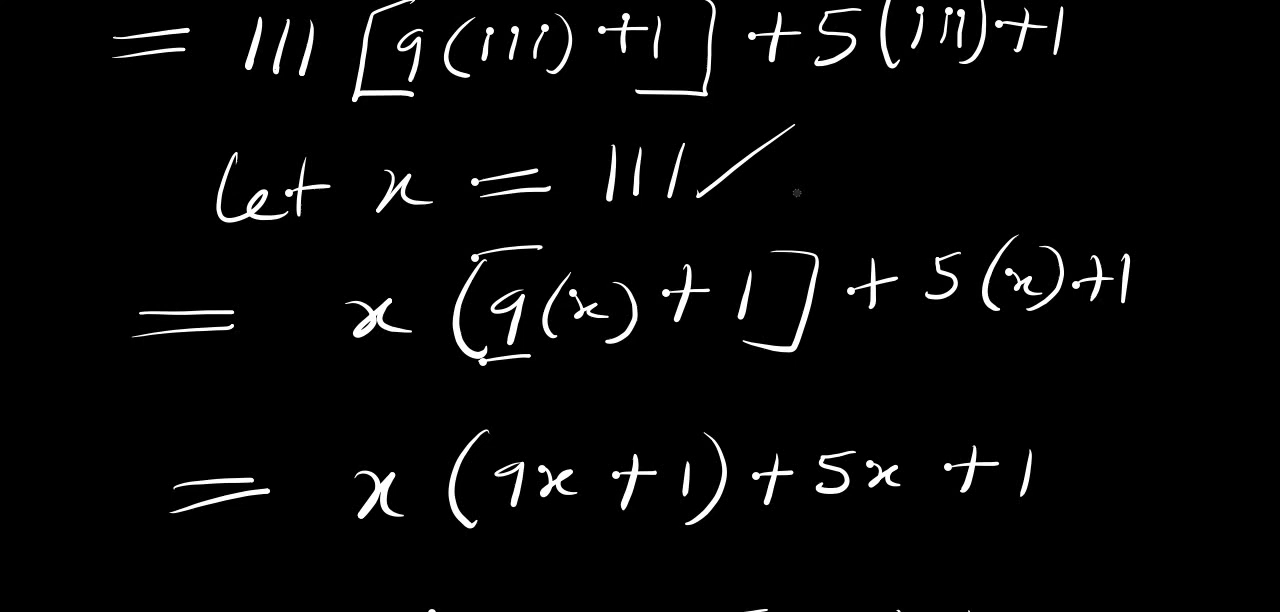 = 111 [9(111) + 1] + 5(111) + 1
let x = 111
= x [9(x) + 1] + 5(x) + 1
= x (9x + 1) + 5x + 1